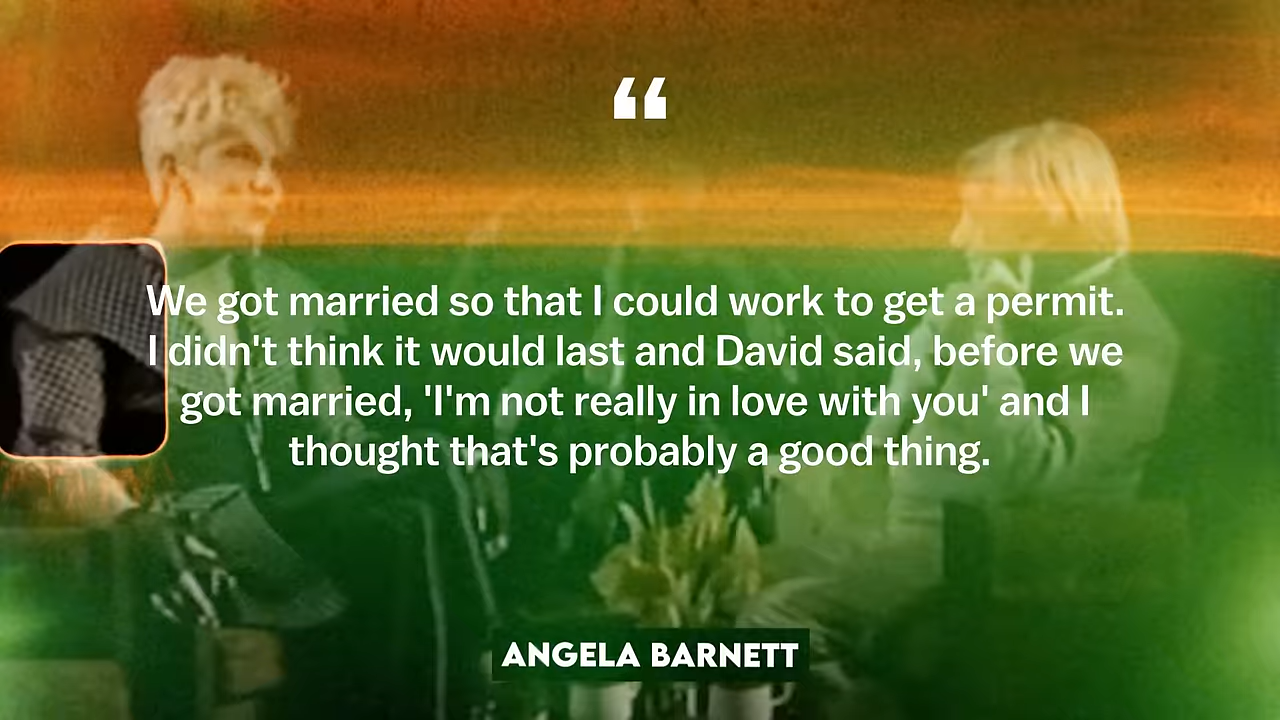 “
We got married so that I could work to get a permit.
I didn't think it would last and David said, before we
got married, 'I'm not really in love with you' and I
thought that's probably a good thing.
ANGELA BARNETT